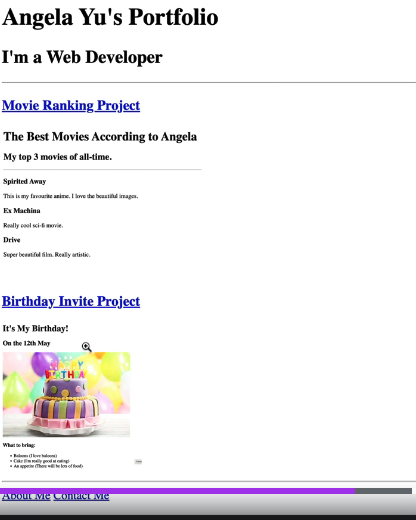 Angela Yu's Portfolio
I'm a Web Developer
Movie Ranking Project
The Best Movies According to Angela
My top 3 movies of all-time.
Spirited Away
This is my favourite anime. I love the beautiful images.
Ex Machina
Really cool sci-fi movie.
Drive
Super beautiful film. Really artistic.
Birthday Invite Project
It's My Birthday!
On the 12th May
HAPPY
BIRTHDAY
What to bring:
Baloons (I love baloons)
Cake (I'm really good at eating)
An appetite (There will be lots of food)
About Me Contact Me